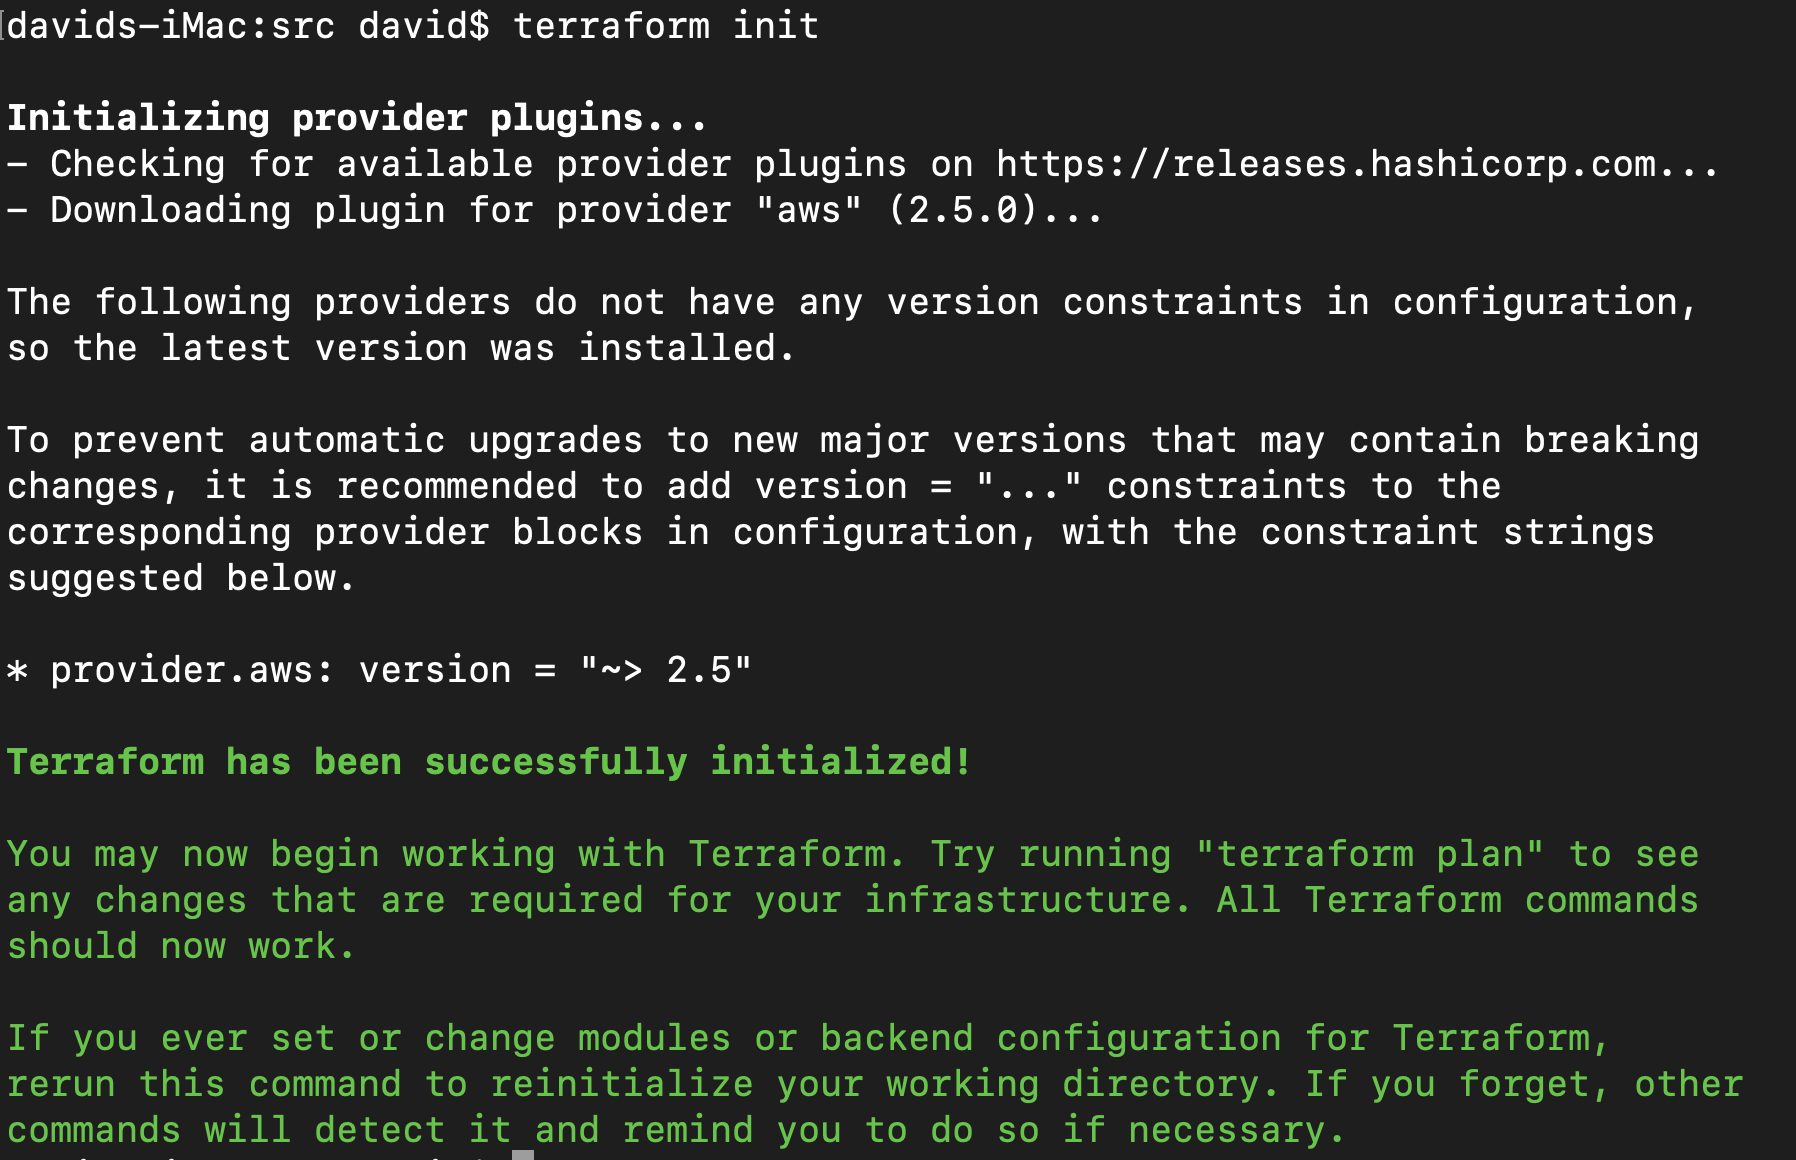 davids-iMac:src david$ terraform init
Initializing provider plugins...
- Checking for available provider plugins on https://releases.hashicorp.com...
- Downloading plugin for provider "aws" (2.5.0)...
The following providers do not have any version constraints in configuration,
so the latest version was installed.
To prevent automatic upgrades to new major versions that may contain breaking
changes, it is recommended to add version = "..." constraints to the
corresponding provider blocks in configuration, with the constraint strings
suggested below.
* provider.aws: version = "~> 2.5"
Terraform has been successfully initialized!
You may now begin working with Terraform. Try running "terraform plan" to see
any changes that are required for your infrastructure. All Terraform commands
should now work.
If you ever set or change modules or backend configuration for Terraform,
rerun this command to reinitialize your working directory. If you forget, other
commands will detect it and remind you to do so if necessary.